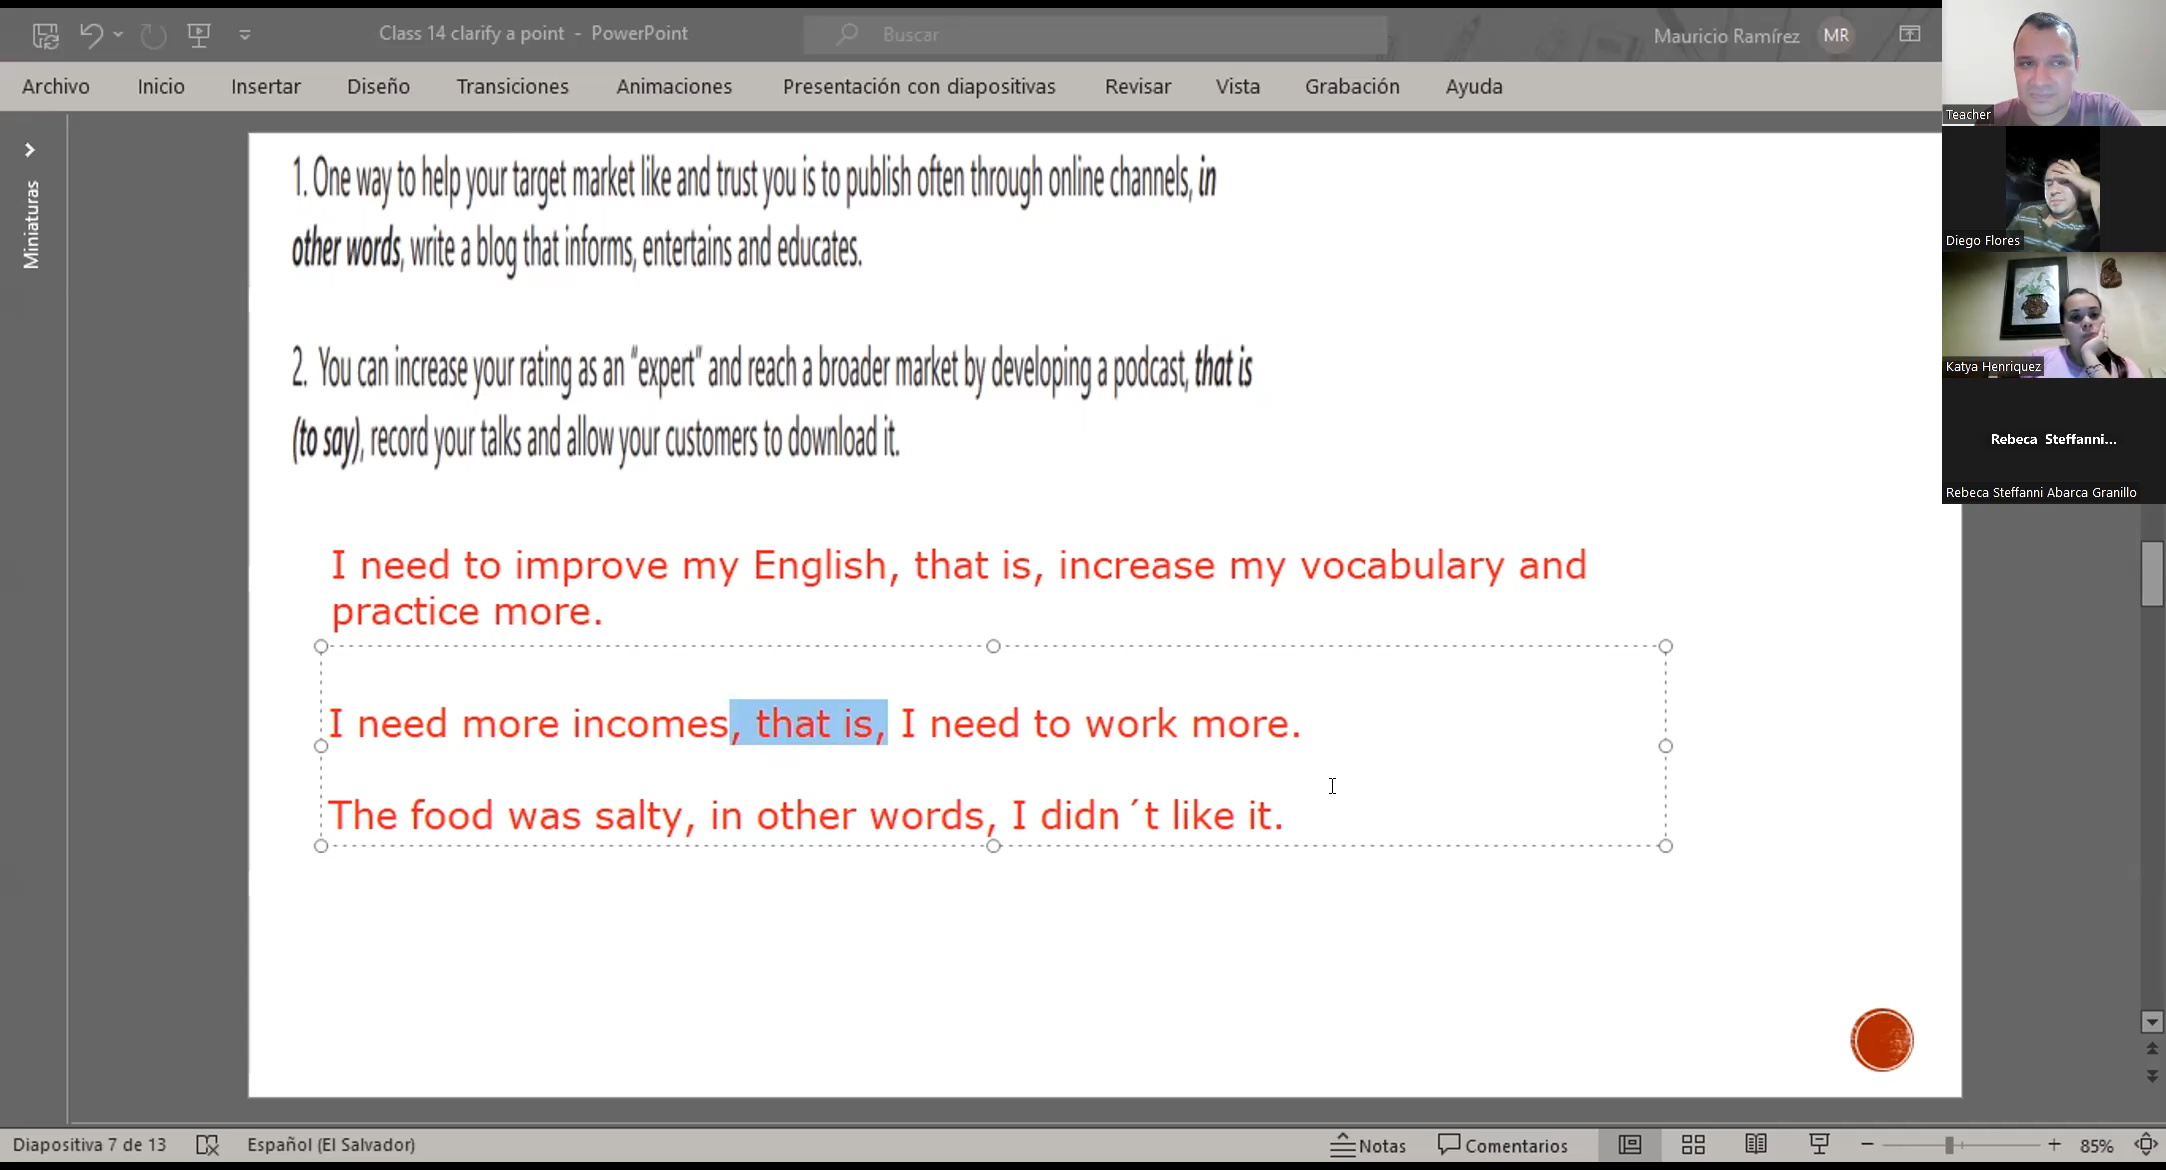 Class 14 clarify a point - PowerPoint
Buscar
Mauricio Ramírez MR
Archivo Inicio Insertar Diseño Transiciones Animaciones Presentación con diapositivas Revisar Vista Grabación Ayuda
Miniaturas
1. One way to help your target market like and trust you is to publish often through online channels, in
other words, write a blog that informs, entertains and educates.
2. You can increase your rating as an “expert” and reach a broader market by developing a podcast, that is
(to say), record your talks and allow your customers to download it.
I need to improve my English, that is, increase my vocabulary and
practice more.
I need more incomes, that is, I need to work more.
The food was salty, in other words, I didn´t like it.
Teacher
Diego Flores
Katya Henriquez
Rebeca Steffanni...
Rebeca Steffanni Abarca Granillo
Diapositiva 7 de 13 Español (El Salvador) Notas Comentarios 85%